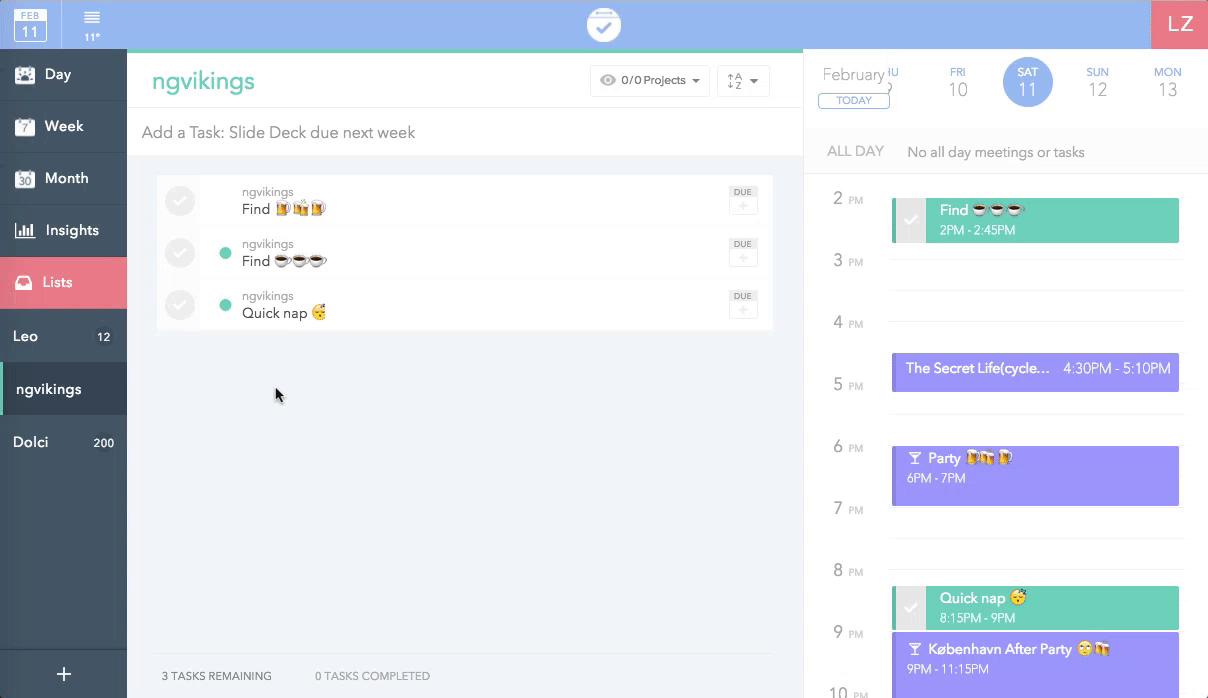 FEB
11
11°
LZ
Day
7
Week
30
Month
Insights
Lists
Leo 12
ngvikings
Dolci 200
ngvikings
0/0 Projects
A
Z
Add a Task: Slide Deck due next week
ngvikings
Find 🍺🍻🍺
DUE
+
ngvikings
Find ☕☕☕
DUE
+
ngvikings
Quick nap 😴
DUE
+
3 TASKS REMAINING 0 TASKS COMPLETED
+
February
TODAY
FRI
10
SAT
11
SUN
12
MON
13
ALL DAY No all day meetings or tasks
2 PM
Find ☕☕☕
2PM - 2:45PM
3 PM
4 PM
The Secret Life(cycle... 4:30PM - 5:10PM
5 PM
6 PM
Party 🍺🍻🍺
6PM - 7PM
7 PM
8 PM
Quick nap 😴
8:15PM - 9PM
9 PM
København After Party 🙄🍻
9PM - 11:15PM
10 PM